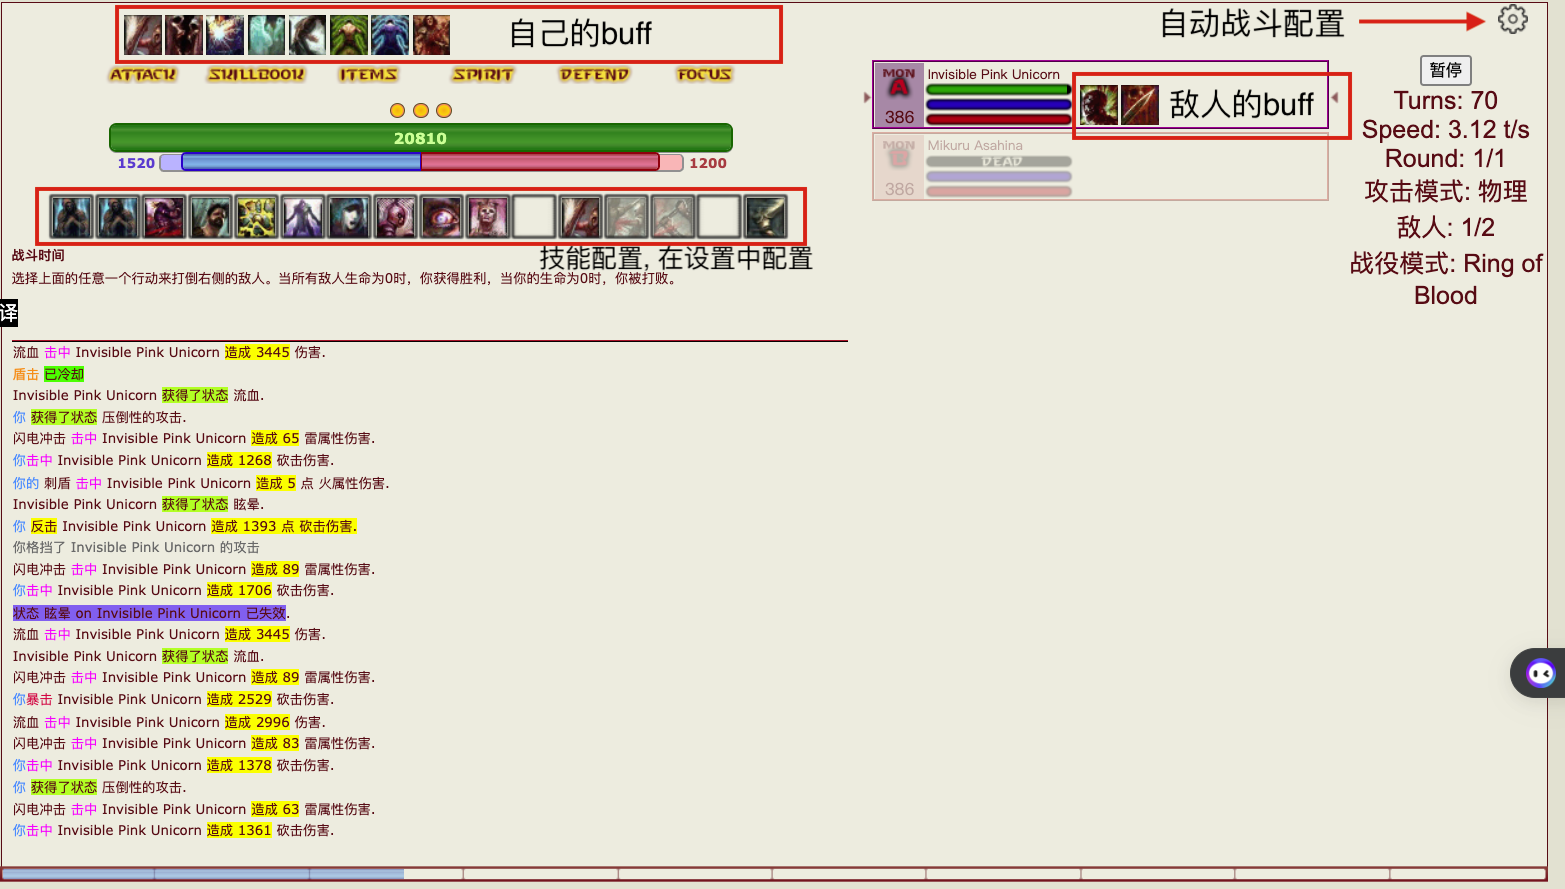 自己的buff
自动战斗配置
ATTACK SKILLBOOK ITEMS SPIRIT DEFEND FOCUS
暂停
MON Invisible Pink Unicorn
A
386
敌人的buff
Turns: 70
Speed: 3.12 t/s
Round: 1/1
攻击模式: 物理
敌人: 1/2
战役模式: Ring of
Blood
20810
1520 1200
MON Mikuru Asahina
DEAD
386
战斗时间
技能配置, 在设置中配置
选择上面的任意一个行动来打倒右侧的敌人。当所有敌人生命为0时，你获得胜利，当你的生命为0时，你被打败。
译
流血 击中 Invisible Pink Unicorn 造成 3445 伤害.
盾击 已冷却
Invisible Pink Unicorn 获得了状态 流血.
你 获得了状态 压倒性的攻击.
闪电冲击 击中 Invisible Pink Unicorn 造成 65 雷属性伤害.
你击中 Invisible Pink Unicorn 造成 1268 砍击伤害.
你的 刺盾 击中 Invisible Pink Unicorn 造成 5 点 火属性伤害.
Invisible Pink Unicorn 获得了状态 眩晕.
你 反击 Invisible Pink Unicorn 造成 1393 点 砍击伤害.
你格挡了 Invisible Pink Unicorn 的攻击
闪电冲击 击中 Invisible Pink Unicorn 造成 89 雷属性伤害.
你击中 Invisible Pink Unicorn 造成 1706 砍击伤害.
状态 眩晕 on Invisible Pink Unicorn 已失效.
流血 击中 Invisible Pink Unicorn 造成 3445 伤害.
Invisible Pink Unicorn 获得了状态 流血.
闪电冲击 击中 Invisible Pink Unicorn 造成 89 雷属性伤害.
你暴击 Invisible Pink Unicorn 造成 2529 砍击伤害.
流血 击中 Invisible Pink Unicorn 造成 2996 伤害.
闪电冲击 击中 Invisible Pink Unicorn 造成 83 雷属性伤害.
你击中 Invisible Pink Unicorn 造成 1378 砍击伤害.
你 获得了状态 压倒性的攻击.
闪电冲击 击中 Invisible Pink Unicorn 造成 63 雷属性伤害.
你击中 Invisible Pink Unicorn 造成 1361 砍击伤害.